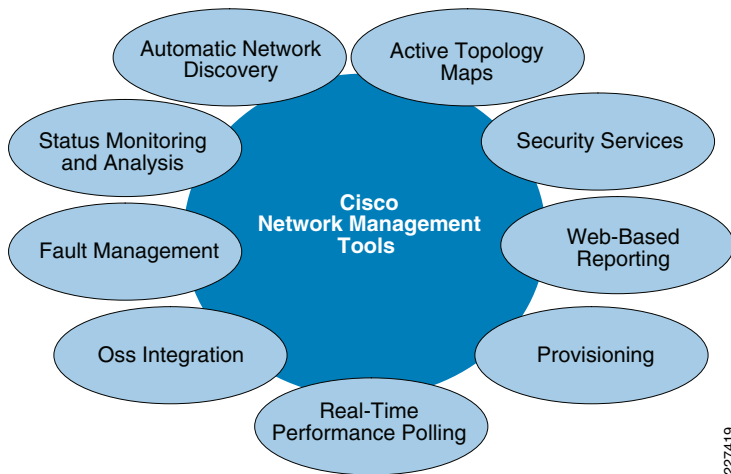 Automatic Network
Discovery
Active Topology
Maps
Status Monitoring
and Analysis
Security Services
Cisco
Network Management
Tools
Fault Management
Web-Based
Reporting
Oss Integration
Provisioning
Real-Time
Performance Polling
227419